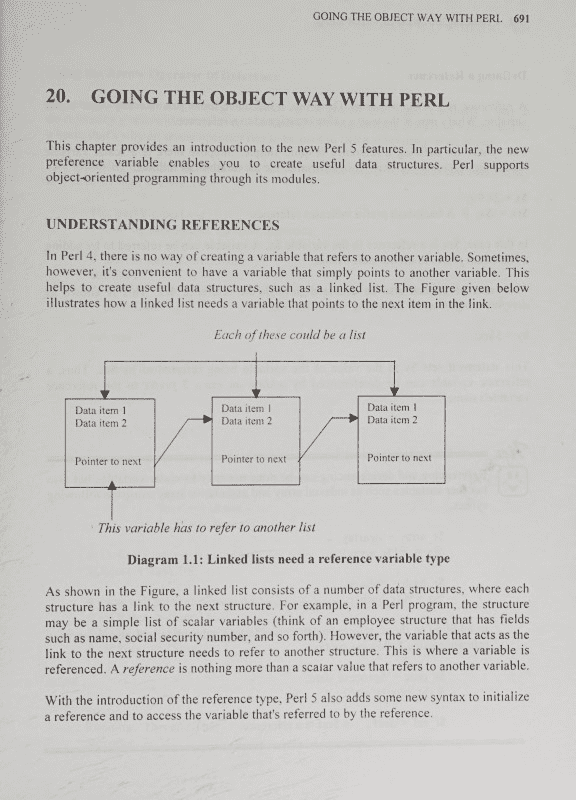 GOING THE OBJECT WAY WITH PERL 691
20. GOING THE OBJECT WAY WITH PERL
This chapter provides an introduction to the new Perl 5 features. In particular, the new
preference variable enables you to create useful data structures. Perl supports
object-oriented programming through its modules.
UNDERSTANDING REFERENCES
In Perl 4, there is no way of creating a variable that refers to another variable. Sometimes,
however, it's convenient to have a variable that simply points to another variable. This
helps to create useful data structures, such as a linked list. The Figure given below
illustrates how a linked list needs a variable that points to the next item in the link.
Each of these could be a list
Data item 1
Data item 2
Pointer to next
Data item 1
Data item 2
Pointer to next
Data item 1
Data item 2
Pointer to next
This variable has to refer to another list
Diagram 1.1: Linked lists need a reference variable type
As shown in the Figure, a linked list consists of a number of data structures, where each
structure has a link to the next structure. For example, in a Perl program, the structure
may be a simple list of scalar variables (think of an employee structure that has fields
such as name, social security number, and so forth). However, the variable that acts as the
link to the next structure needs to refer to another structure. This is where a variable is
referenced. A reference is nothing more than a scalar value that refers to another variable.
With the introduction of the reference type, Perl 5 also adds some new syntax to initialize
a reference and to access the variable that's referred to by the reference.